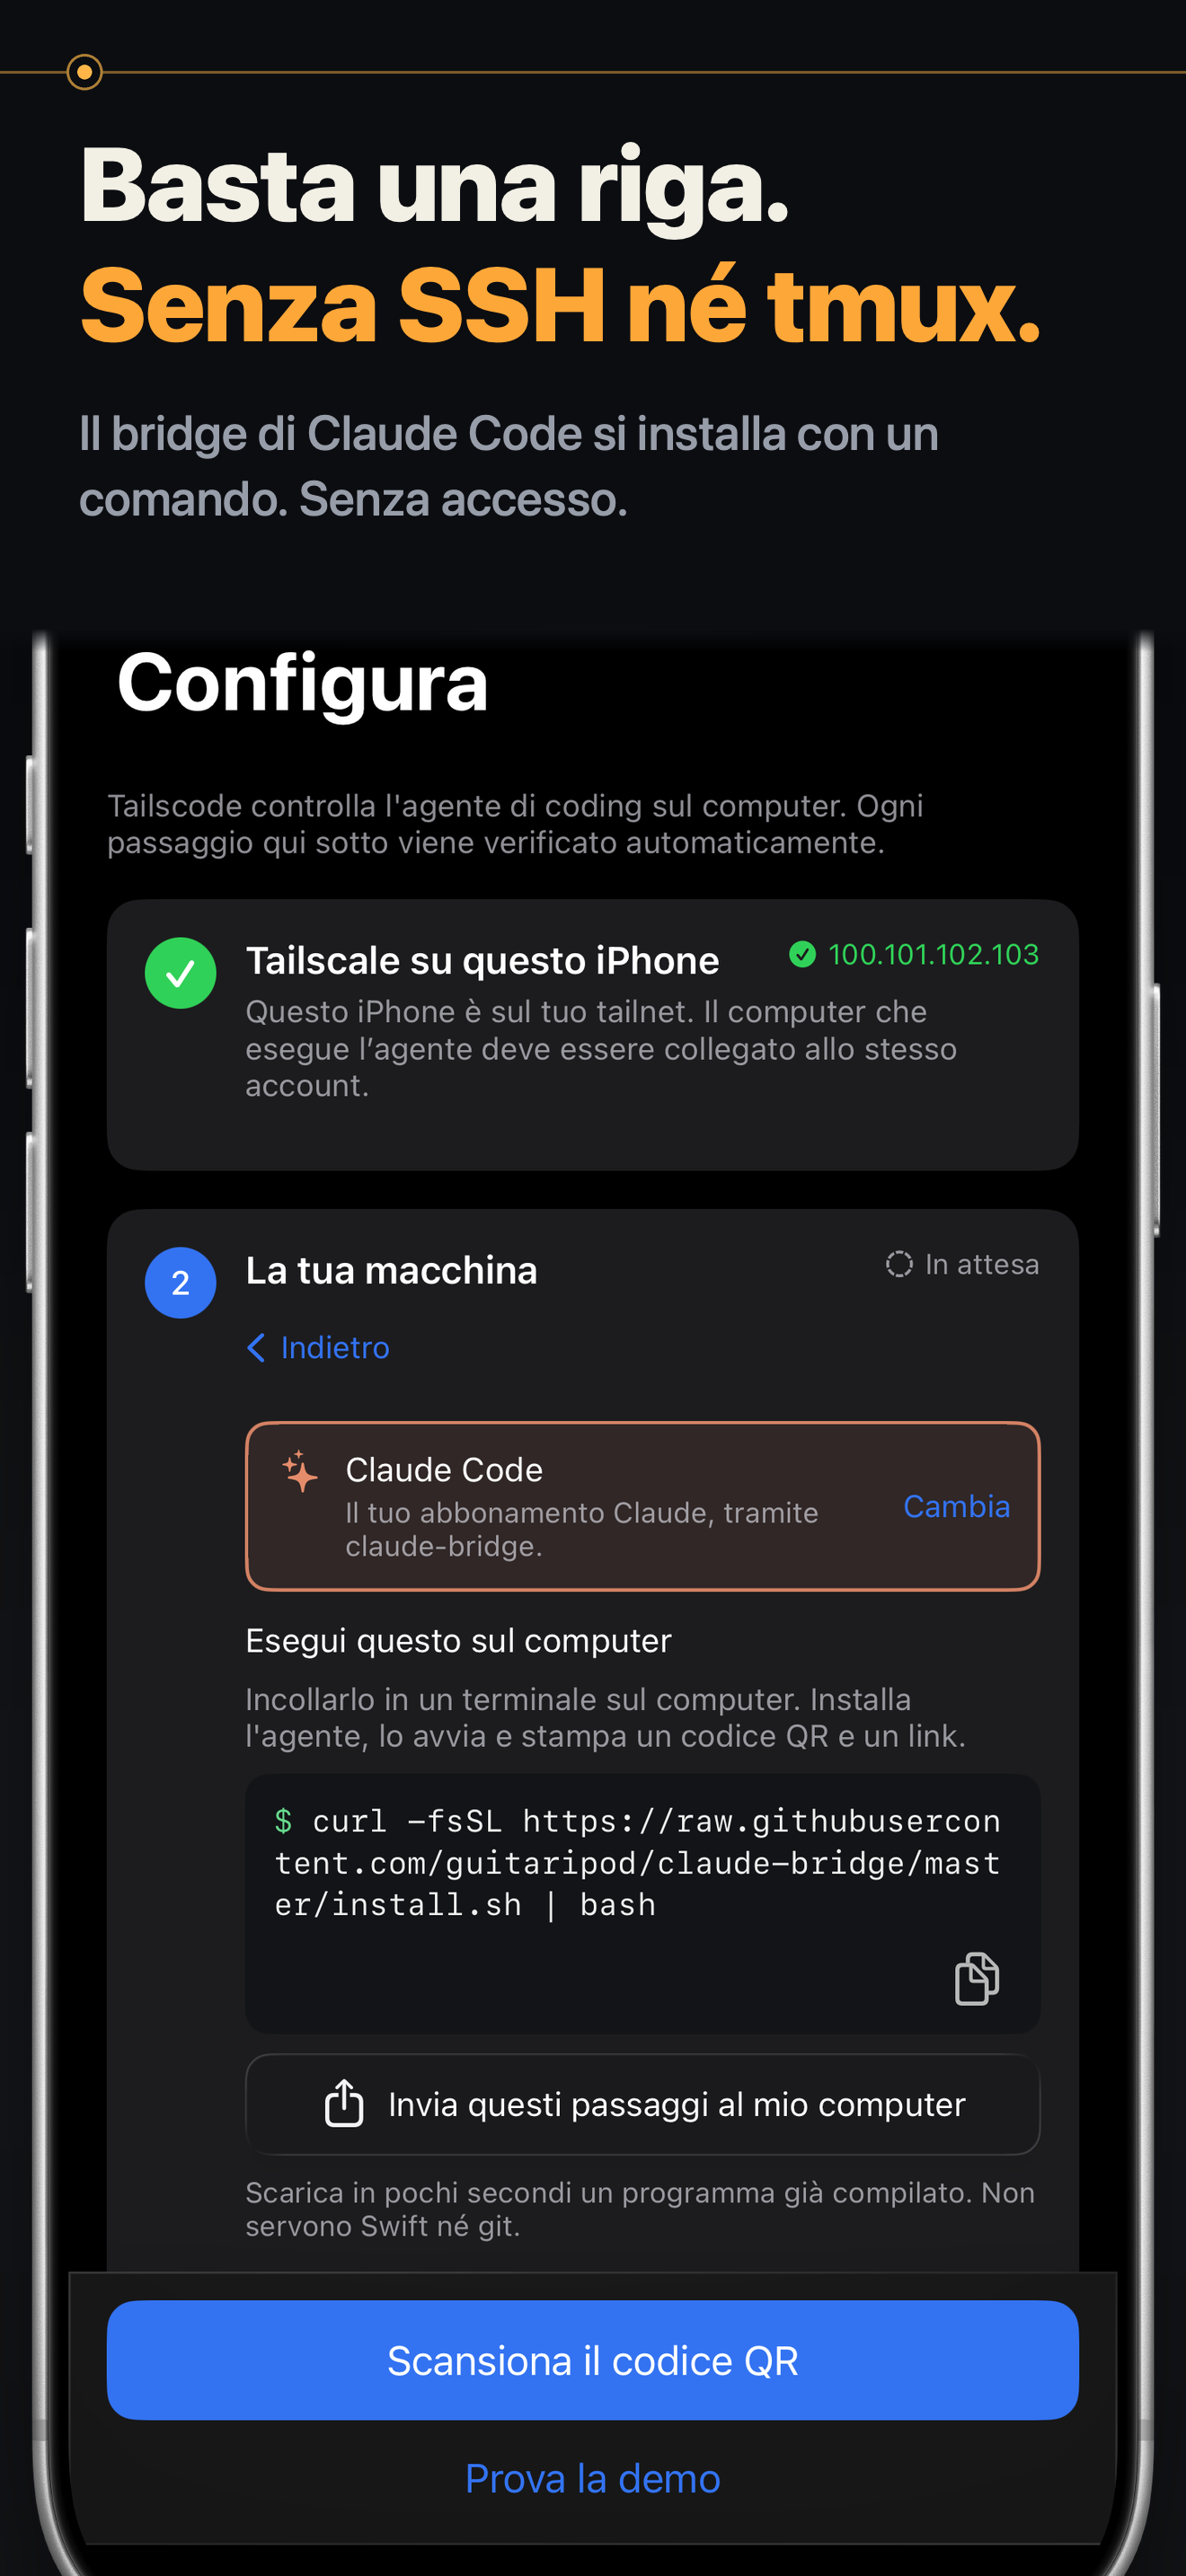 Basta una riga.
Senza SSH né tmux.
Il bridge di Claude Code si installa con un
comando. Senza accesso.
Configura
Tailscode controlla l'agente di coding sul computer. Ogni
passaggio qui sotto viene verificato automaticamente.
Tailscale su questo iPhone
100.101.102.103
Questo iPhone è sul tuo tailnet. Il computer che
esegue l’agente deve essere collegato allo stesso
account.
2
La tua macchina
In attesa
Indietro
Claude Code
Il tuo abbonamento Claude, tramite
claude-bridge.
Cambia
Esegui questo sul computer
Incollarlo in un terminale sul computer. Installa
l'agente, lo avvia e stampa un codice QR e un link.
$ curl -fsSL https://raw.githubusercon
tent.com/guitaripod/claude-bridge/mast
er/install.sh | bash
Invia questi passaggi al mio computer
Scarica in pochi secondi un programma già compilato. Non
servono Swift né git.
Scansiona il codice QR
Prova la demo